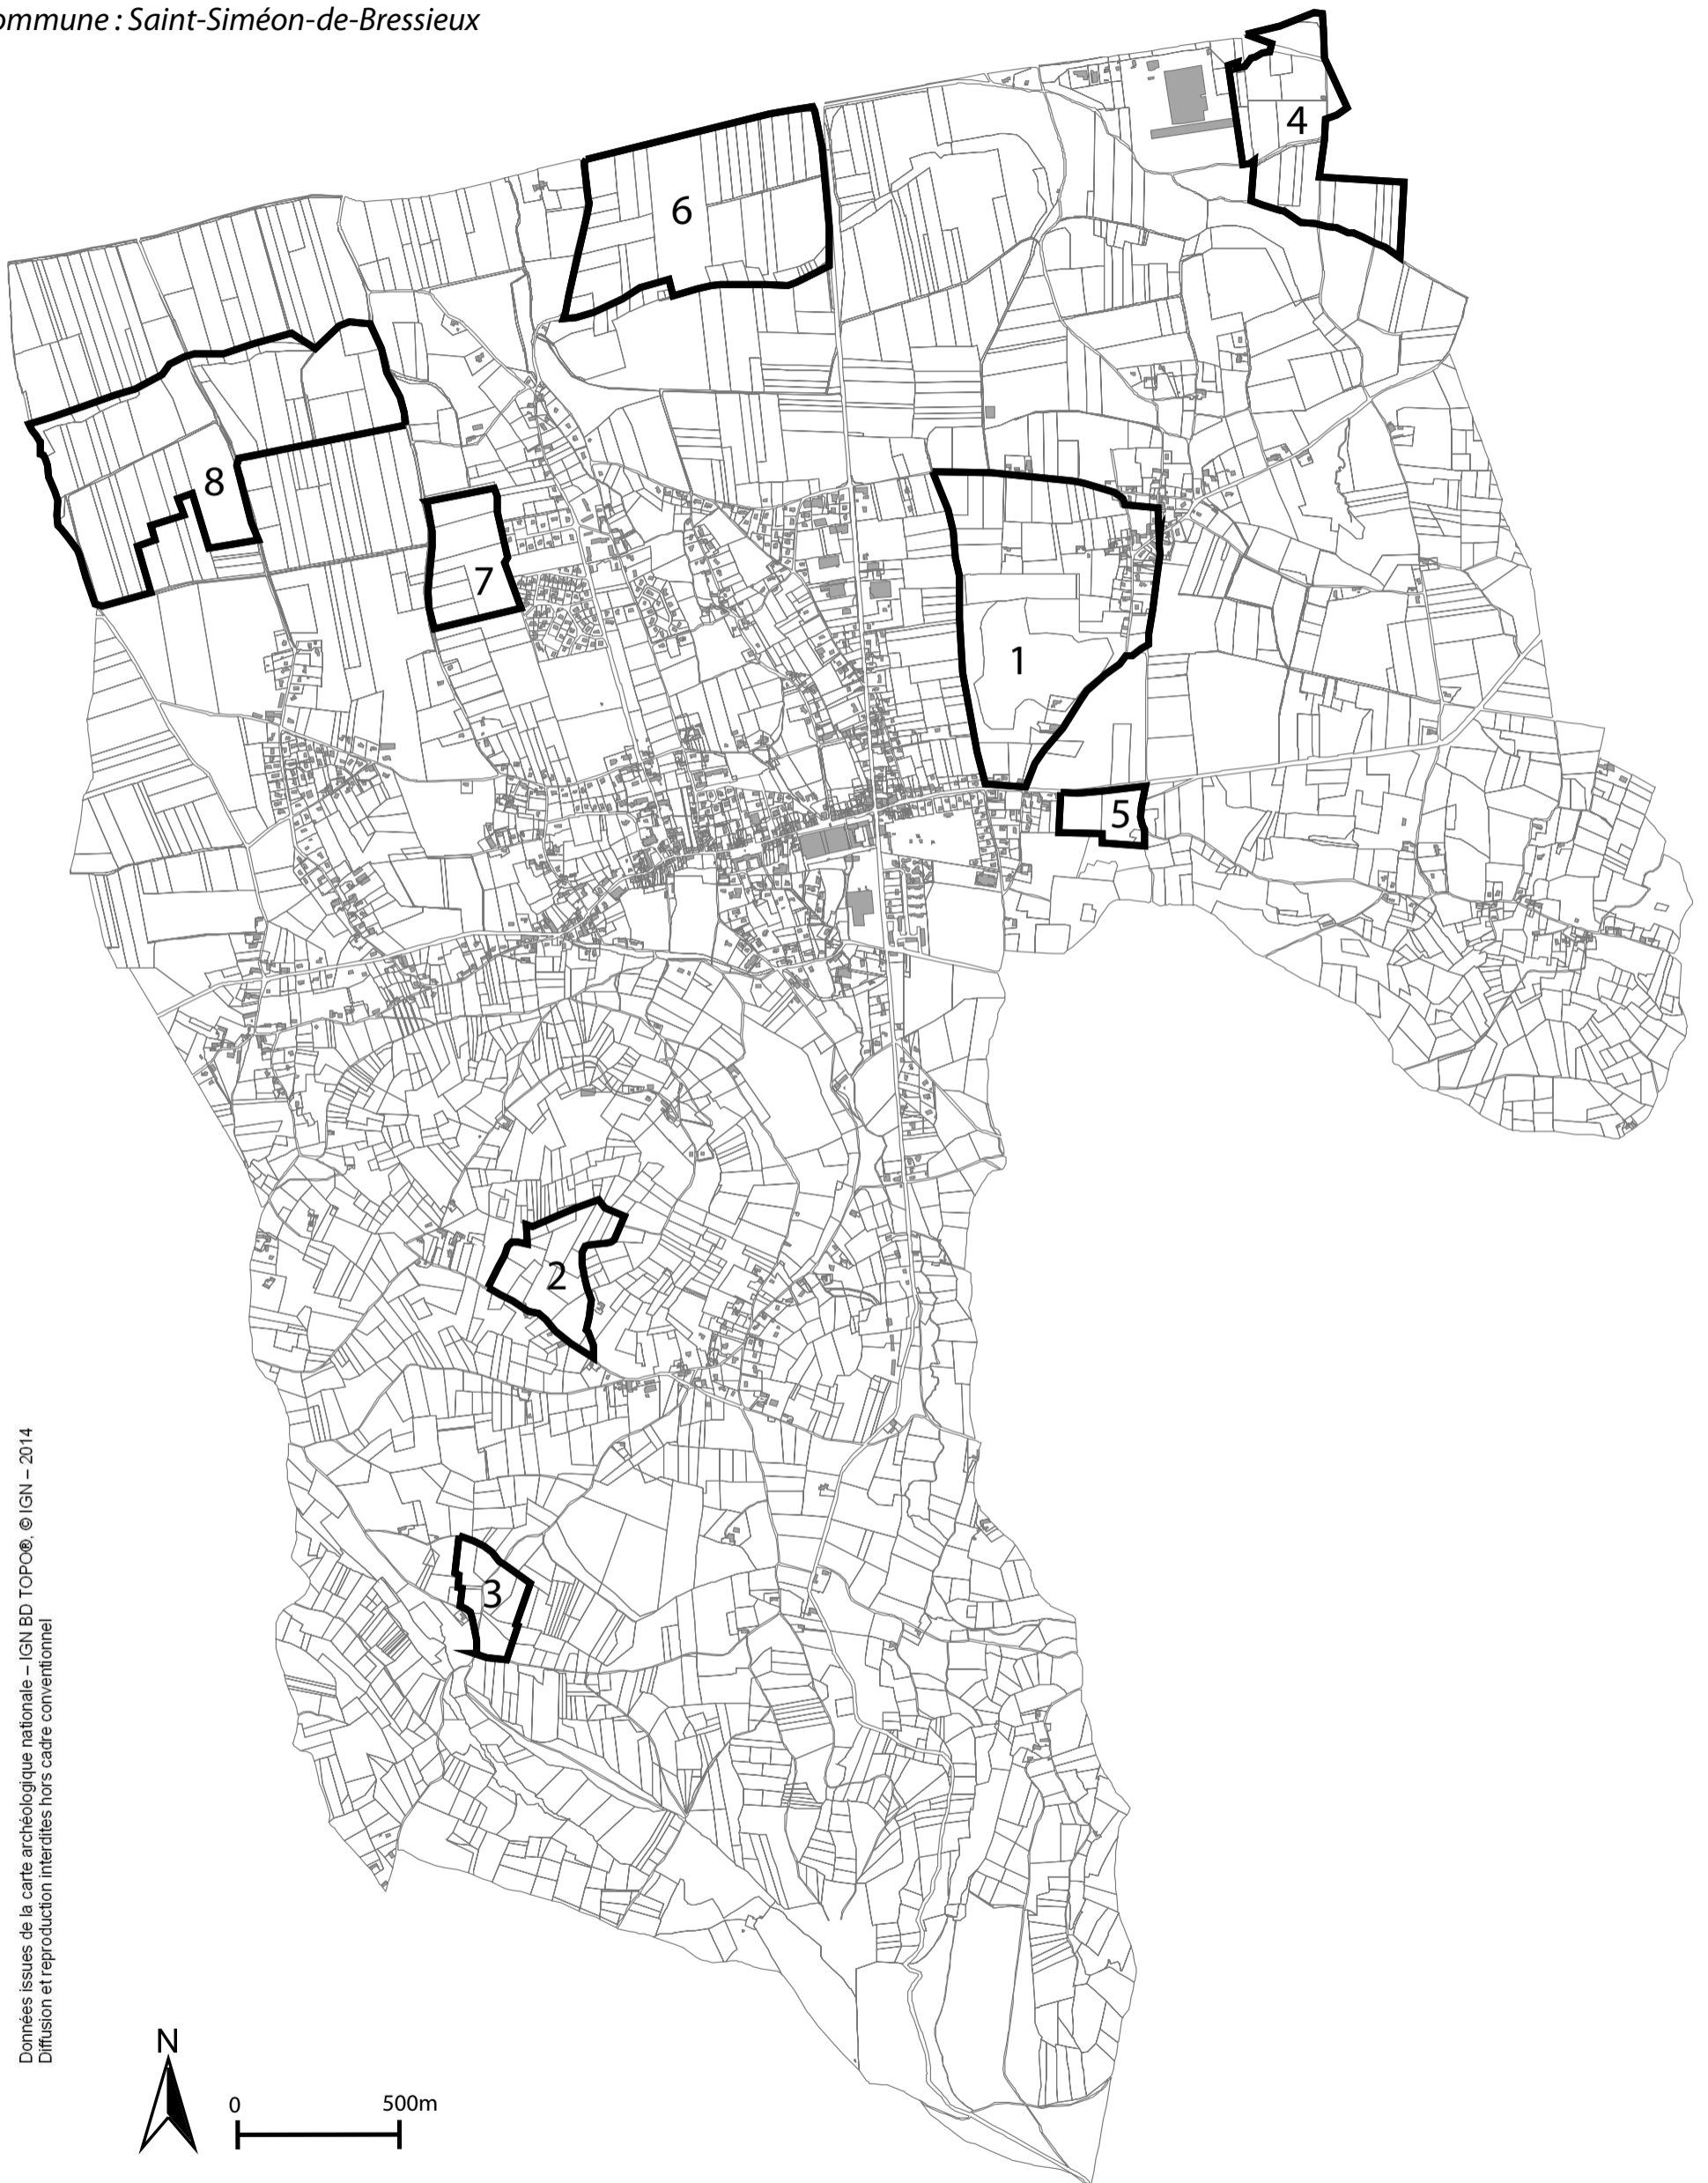 ommune : Saint-Siméon-de-Bressieux
4
6
8
7
1
5
2
3
Données issues de la carte archéologique nationale – IGN BD TOPO®, © IGN – 2014
Diffusion et reproduction interdites hors cadre conventionnel
N
0 500m